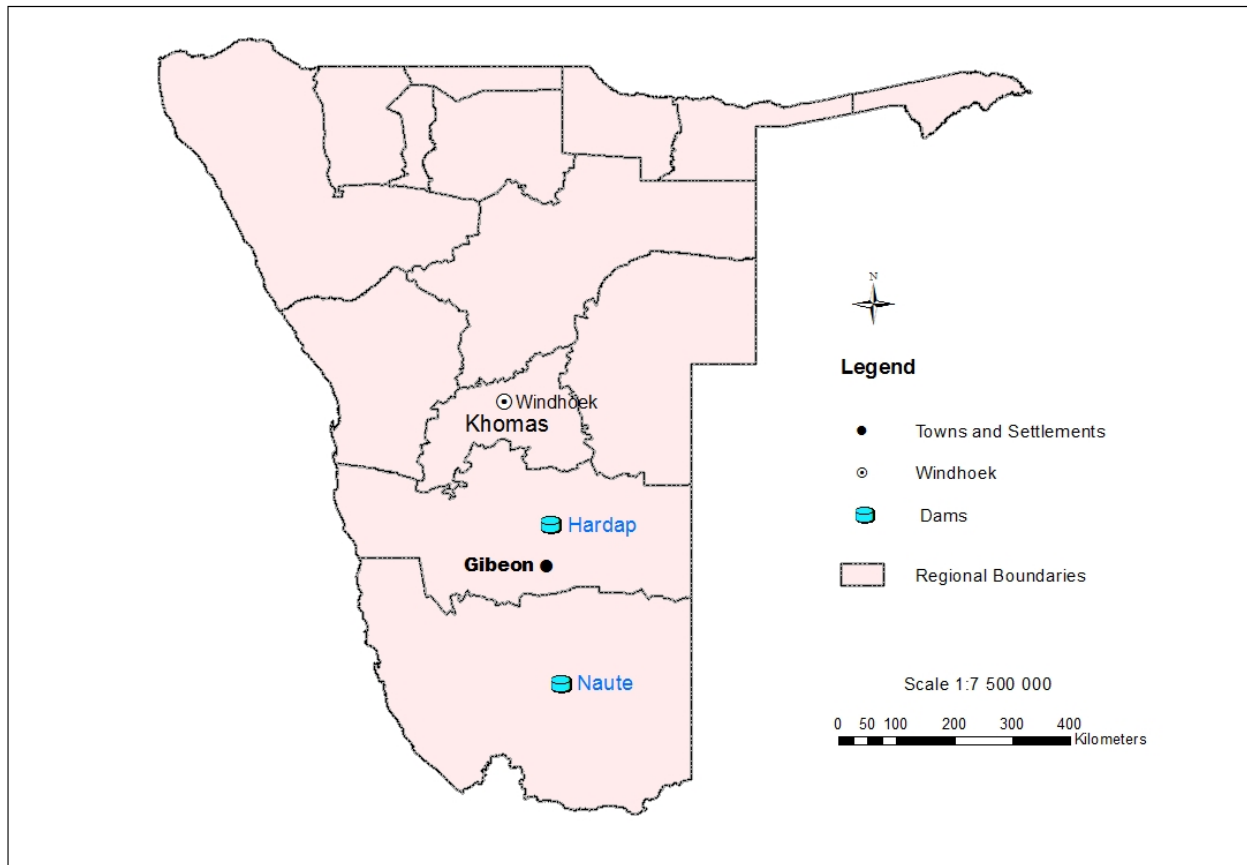 N
Legend
Towns and Settlements
Windhoek
Dams
Regional Boundaries
Windhoek
Khomas
Hardap
Gibeon
Naute
Scale 1:7 500 000
0 50 100 200 300 400
Kilometers